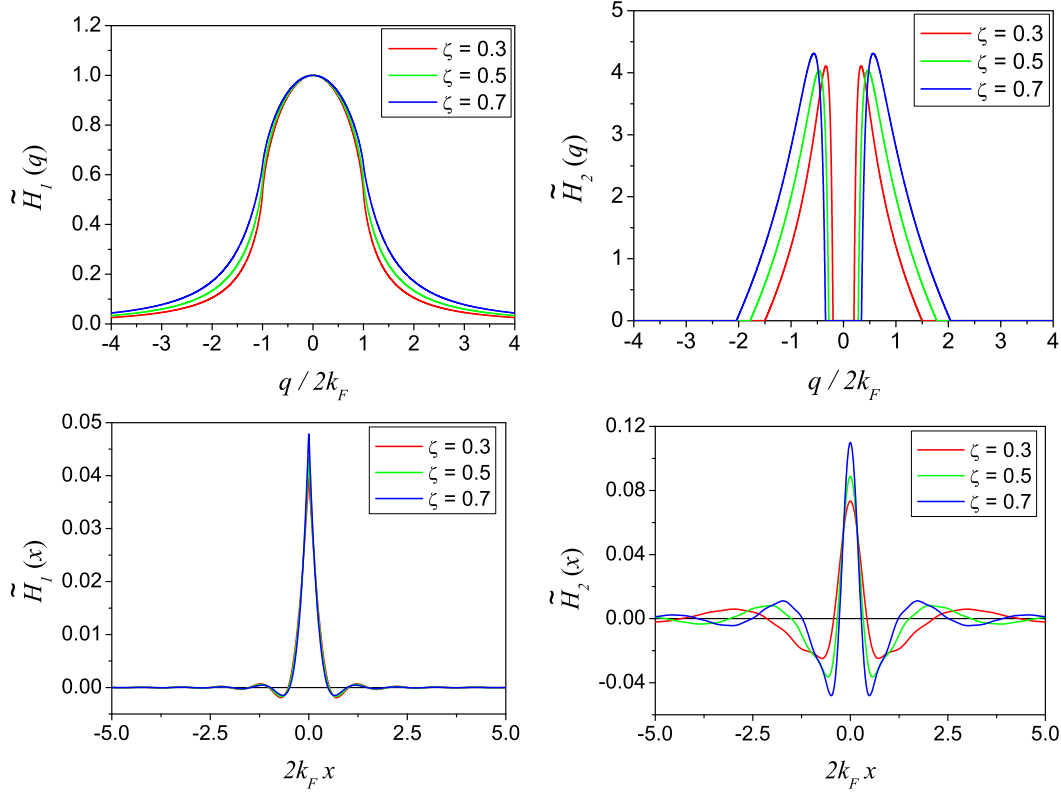 1.2
1.0
0.8
0.6
0.4
0.2
0.0
H̃₁ (q)
ζ = 0.3
ζ = 0.5
ζ = 0.7
-4 -3 -2 -1 0 1 2 3 4
q / 2k_F
5
4
3
2
1
0
H̃₂ (q)
ζ = 0.3
ζ = 0.5
ζ = 0.7
-4 -3 -2 -1 0 1 2 3 4
q / 2k_F
0.05
0.04
0.03
0.02
0.01
0.00
H̃₁ (x)
ζ = 0.3
ζ = 0.5
ζ = 0.7
-5.0 -2.5 0.0 2.5 5.0
2k_F x
0.12
0.08
0.04
0.00
-0.04
H̃₂ (x)
ζ = 0.3
ζ = 0.5
ζ = 0.7
-5.0 -2.5 0.0 2.5 5.0
2k_F x